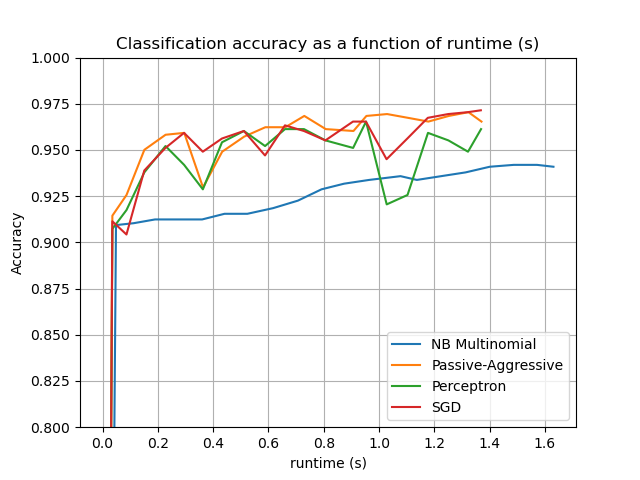 Classification accuracy as a function of runtime (s)
1.000
0.975
0.950
0.925
0.900
0.875
0.850
0.825
0.800
Accuracy
NB Multinomial
Passive-Aggressive
Perceptron
SGD
0.0 0.2 0.4 0.6 0.8 1.0 1.2 1.4 1.6
runtime (s)